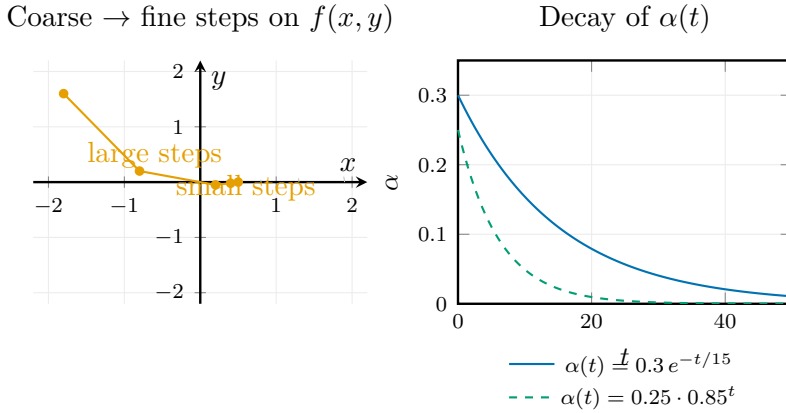 Coarse → fine steps on f(x, y)
2
1
−1
−2
−2
−1
1
2
y
x
large steps
small steps
Decay of α(t)
0.3
0.2
0.1
0
0
20
40
α
t
α(t) = 0.3 e^{−t/15}
α(t) = 0.25 · 0.85^t